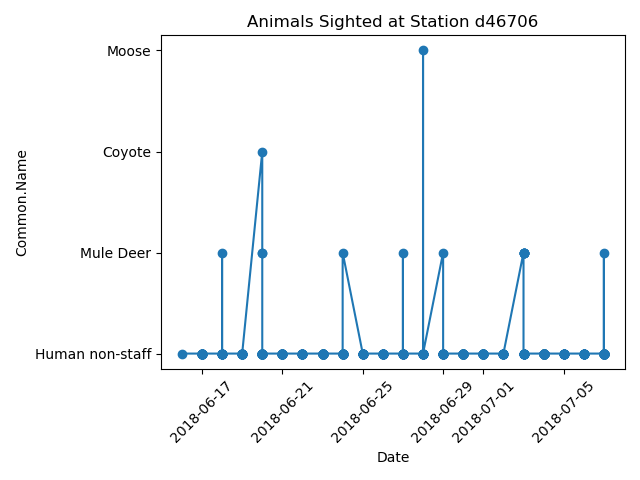 Animals Sighted at Station d46706
Moose
Coyote
Mule Deer
Human non-staff
Common.Name
2018-06-17
2018-06-21
2018-06-25
2018-06-29
2018-07-01
2018-07-05
Date